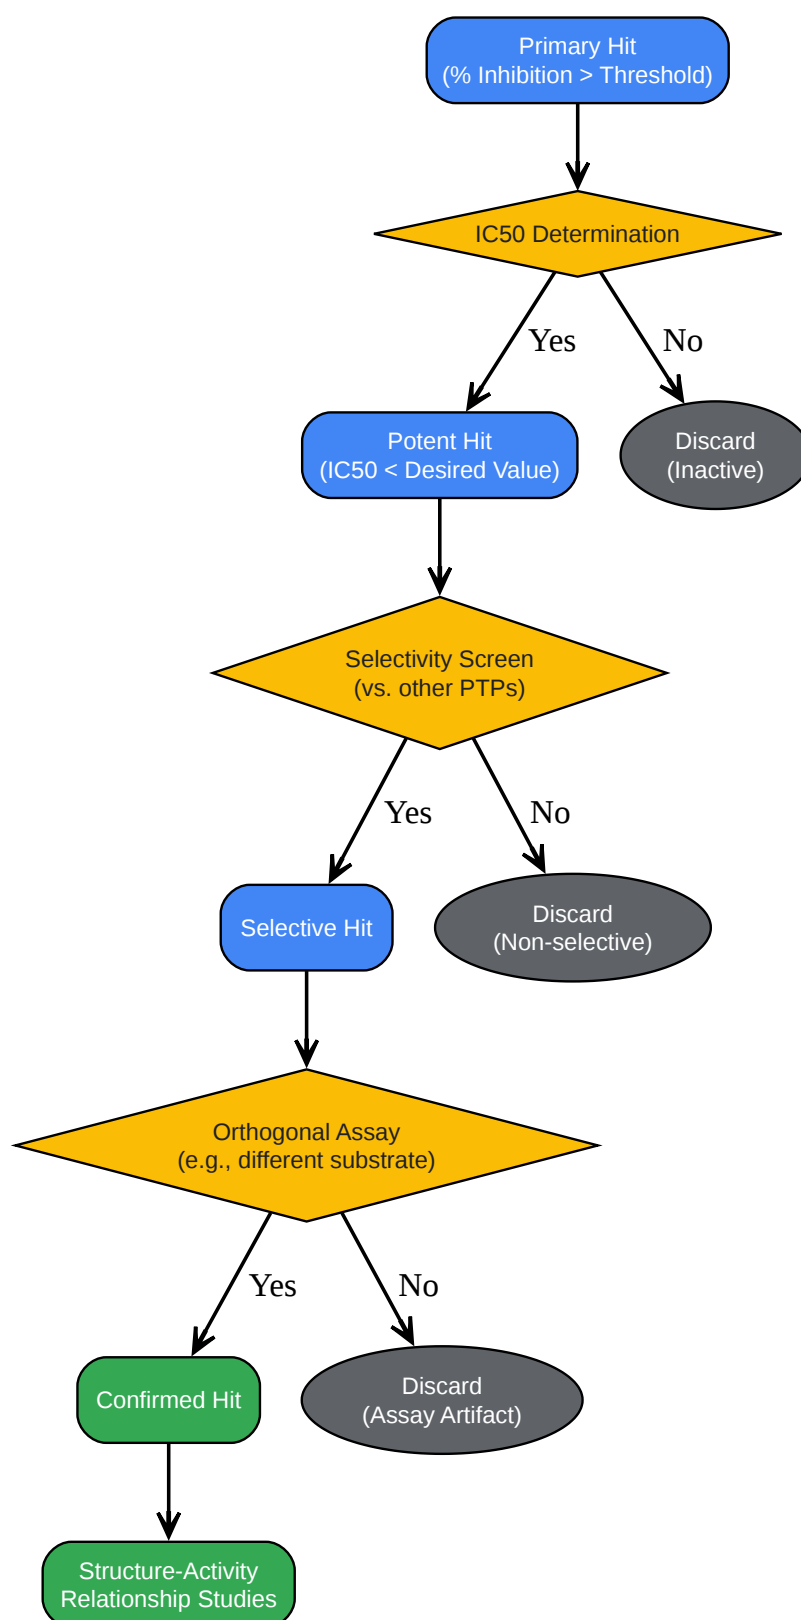 Primary Hit
(% Inhibition > Threshold)
IC50 Determination
Yes
No
Potent Hit
(IC50 < Desired Value)
Discard
(Inactive)
Selectivity Screen
(vs. other PTPs)
Yes
No
Selective Hit
Discard
(Non-selective)
Orthogonal Assay
(e.g., different substrate)
Yes
No
Confirmed Hit
Discard
(Assay Artifact)
Structure-Activity
Relationship Studies